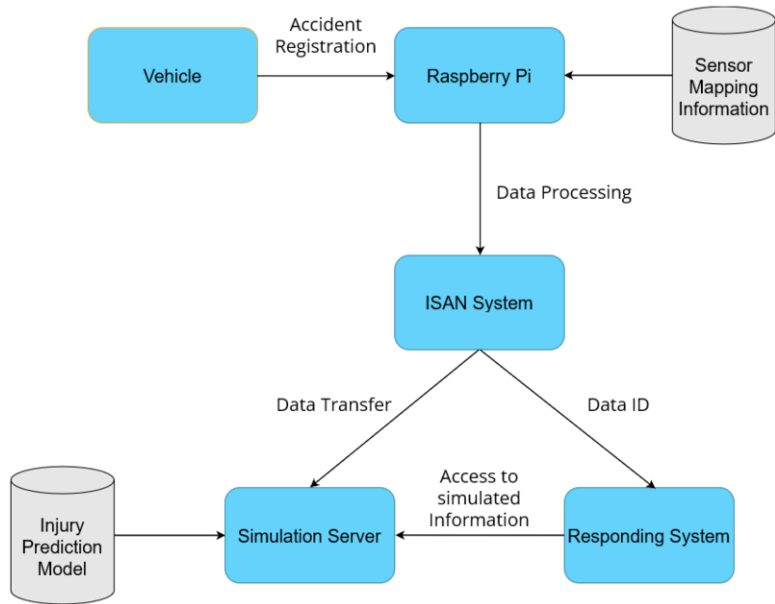 Accident
Registration
Vehicle
Raspberry Pi
Sensor
Mapping
Information
Data Processing
ISAN System
Data Transfer
Data ID
Access to
simulated
Information
Injury
Prediction
Model
Simulation Server
Responding System